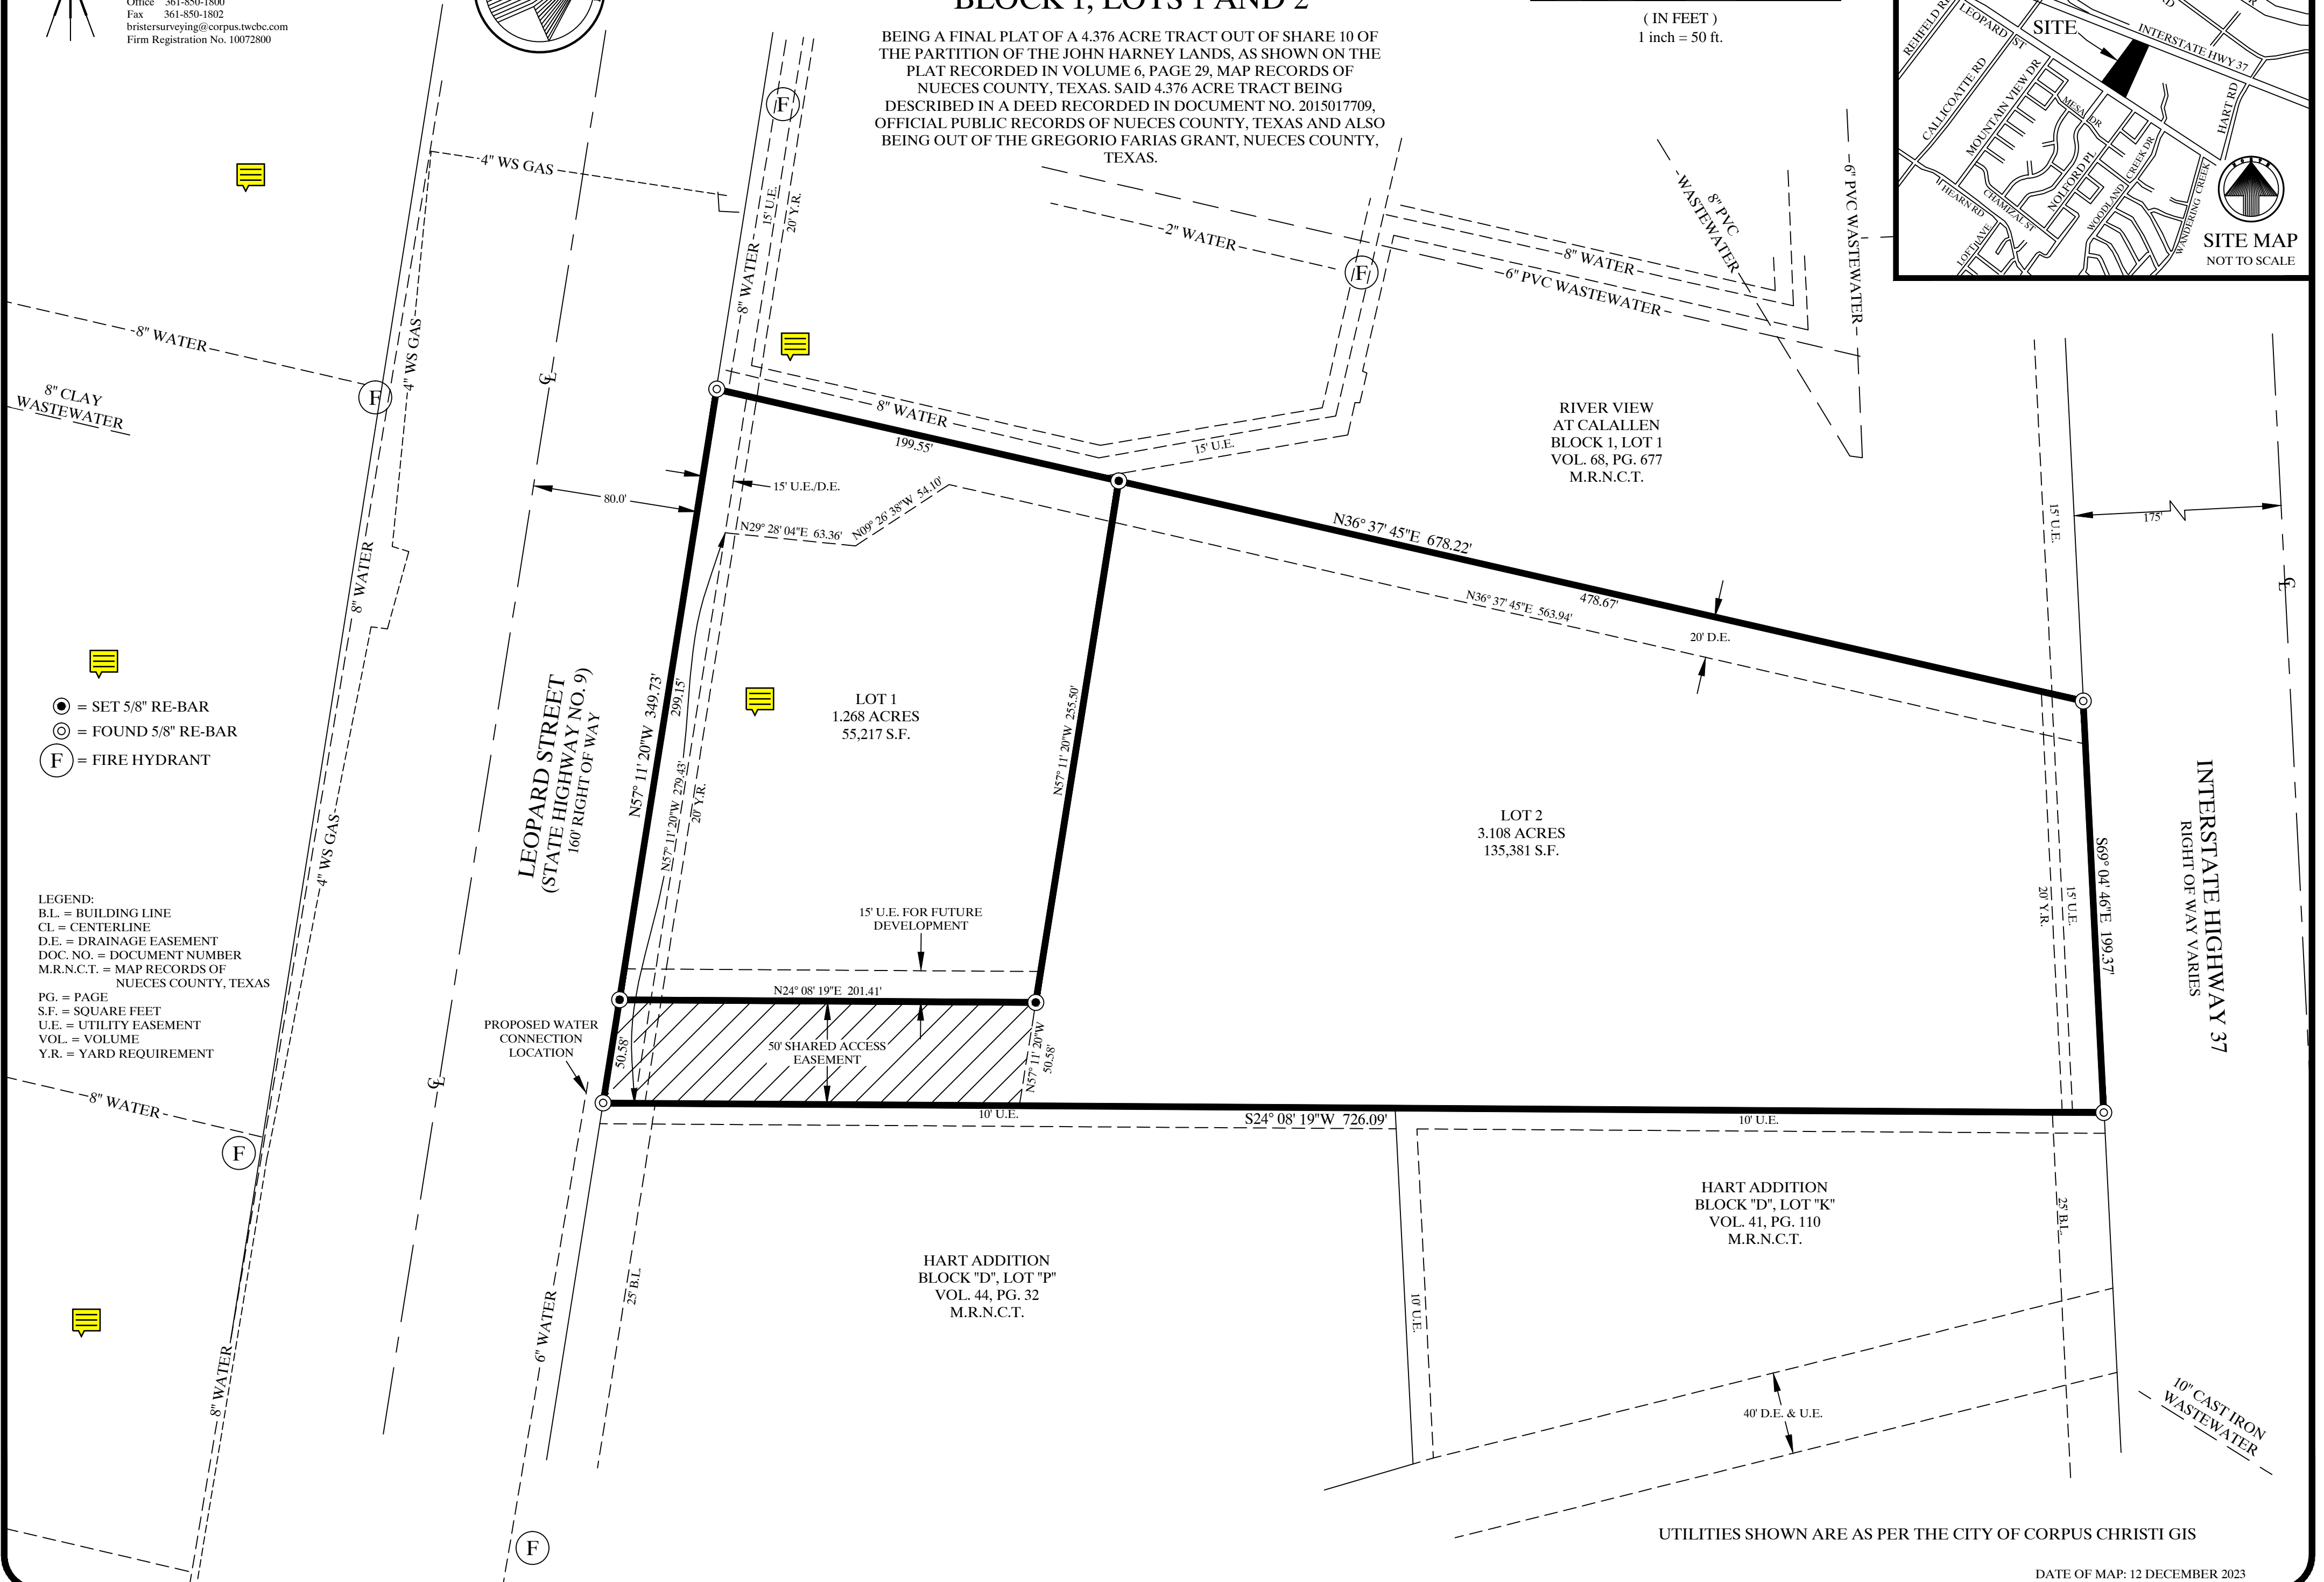 Office 361-850-1800
Fax 361-850-1802
bristersurveying@corpus.twcbc.com
Firm Registration No. 10072800
BLOCK 1, LOTS 1 AND 2
BEING A FINAL PLAT OF A 4.376 ACRE TRACT OUT OF SHARE 10 OF
THE PARTITION OF THE JOHN HARNEY LANDS, AS SHOWN ON THE
PLAT RECORDED IN VOLUME 6, PAGE 29, MAP RECORDS OF
NUECES COUNTY, TEXAS. SAID 4.376 ACRE TRACT BEING
DESCRIBED IN A DEED RECORDED IN DOCUMENT NO. 2015017709,
OFFICIAL PUBLIC RECORDS OF NUECES COUNTY, TEXAS AND ALSO
BEING OUT OF THE GREGORIO FARIAS GRANT, NUECES COUNTY,
TEXAS.
( IN FEET )
1 inch = 50 ft.
REHFELD RD
LEOPARD ST
SITE
INTERSTATE HWY 37
CALLICOATTE RD
MOUNTAIN VIEW DR
MESA DR
HART RD
NOLFORD PL
WOODLAND CREEK DR
WANDERING CREEK
HEARN RD
CHAMIZAL ST
LOFT AVE
SITE MAP
NOT TO SCALE
F
4" WS GAS
15' U.E.
20' Y.R.
8" WATER
2" WATER
F
8" WATER
6" PVC WASTEWATER
8" PVC
WASTEWATER
6" PVC WASTEWATER
8" WATER
4" WS GAS
F
8" CLAY
WASTEWATER
CL
8" WATER
199.55'
15' U.E.
RIVER VIEW
AT CALALLEN
BLOCK 1, LOT 1
VOL. 68, PG. 677
M.R.N.C.T.
80.0'
15' U.E./D.E.
N29° 28' 04"E 63.36'
N09° 26' 38"W 54.10'
N36° 37' 45"E 678.22'
478.67'
N36° 37' 45"E 563.94'
20' D.E.
15' U.E.
175'
CL
8" WATER
= SET 5/8" RE-BAR
= FOUND 5/8" RE-BAR
F = FIRE HYDRANT
LEOPARD STREET
(STATE HIGHWAY NO. 9)
160' RIGHT OF WAY
N57° 11' 20"W 349.73'
299.15'
N57° 11' 20"W 279.43'
20' Y.R.
LOT 1
1.268 ACRES
55,217 S.F.
N57° 11' 20"W 255.50'
LOT 2
3.108 ACRES
135,381 S.F.
20' Y.R.
15' U.E.
S69° 04' 46"E 199.37'
INTERSTATE HIGHWAY 37
RIGHT OF WAY VARIES
4" WS GAS
LEGEND:
B.L. = BUILDING LINE
CL = CENTERLINE
D.E. = DRAINAGE EASEMENT
DOC. NO. = DOCUMENT NUMBER
M.R.N.C.T. = MAP RECORDS OF
NUECES COUNTY, TEXAS
PG. = PAGE
S.F. = SQUARE FEET
U.E. = UTILITY EASEMENT
VOL. = VOLUME
Y.R. = YARD REQUIREMENT
15' U.E. FOR FUTURE
DEVELOPMENT
N24° 08' 19"E 201.41'
PROPOSED WATER
CONNECTION
LOCATION
50.58'
50' SHARED ACCESS
EASEMENT
N57° 11' 20"W
50.58'
CL
8" WATER
F
10' U.E.
S24° 08' 19"W 726.09'
10' U.E.
HART ADDITION
BLOCK "D", LOT "K"
VOL. 41, PG. 110
M.R.N.C.T.
25' B.L.
HART ADDITION
BLOCK "D", LOT "P"
VOL. 44, PG. 32
M.R.N.C.T.
25' B.L.
10' U.E.
6" WATER
8" WATER
40' D.E. & U.E.
10" CAST IRON
WASTEWATER
F
UTILITIES SHOWN ARE AS PER THE CITY OF CORPUS CHRISTI GIS
DATE OF MAP: 12 DECEMBER 2023